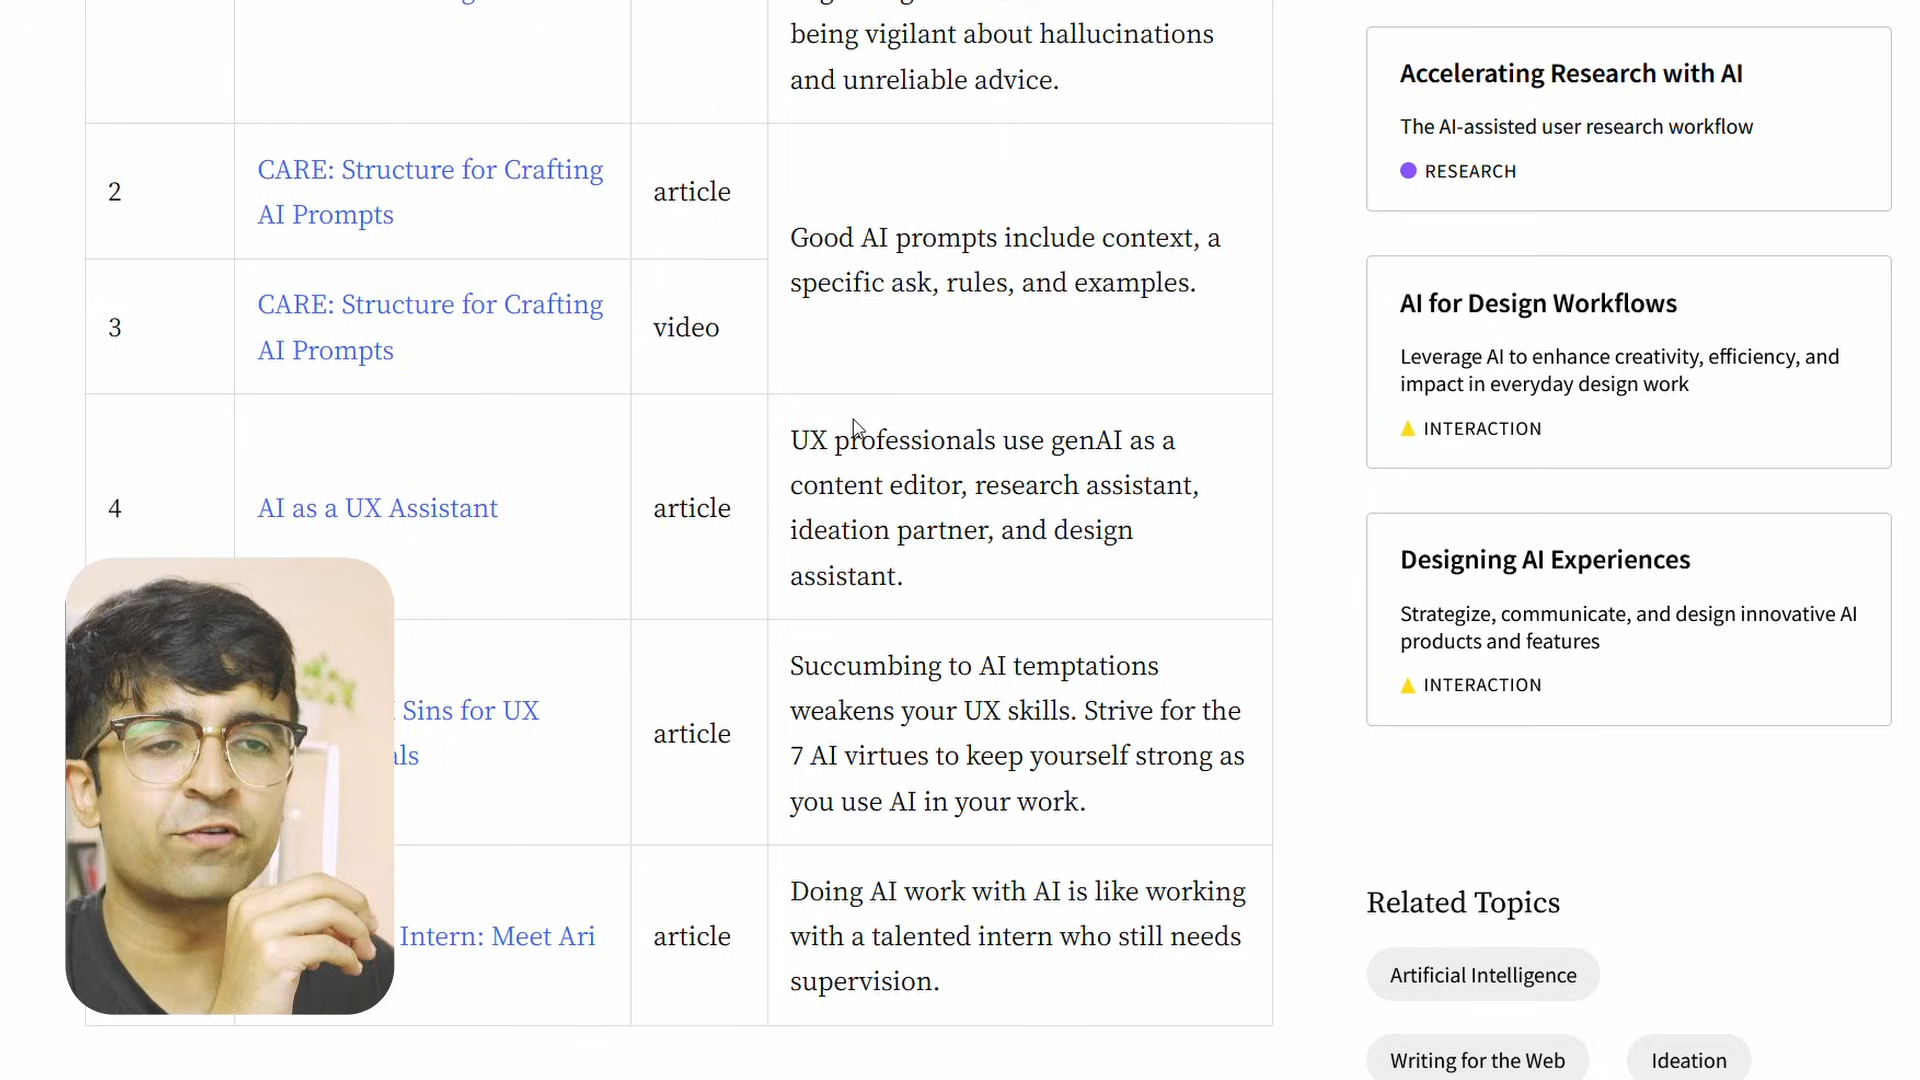 being vigilant about hallucinations
and unreliable advice.
2
CARE: Structure for Crafting
AI Prompts
article
Good AI prompts include context, a
specific ask, rules, and examples.
3
CARE: Structure for Crafting
AI Prompts
video
4
AI as a UX Assistant
article
UX professionals use genAI as a
content editor, research assistant,
ideation partner, and design
assistant.
Sins for UX
als
article
Succumbing to AI temptations
weakens your UX skills. Strive for the
7 AI virtues to keep yourself strong as
you use AI in your work.
Intern: Meet Ari
article
Doing AI work with AI is like working
with a talented intern who still needs
supervision.
Accelerating Research with AI
The AI-assisted user research workflow
RESEARCH
AI for Design Workflows
Leverage AI to enhance creativity, efficiency, and
impact in everyday design work
INTERACTION
Designing AI Experiences
Strategize, communicate, and design innovative AI
products and features
INTERACTION
Related Topics
Artificial Intelligence
Writing for the Web
Ideation